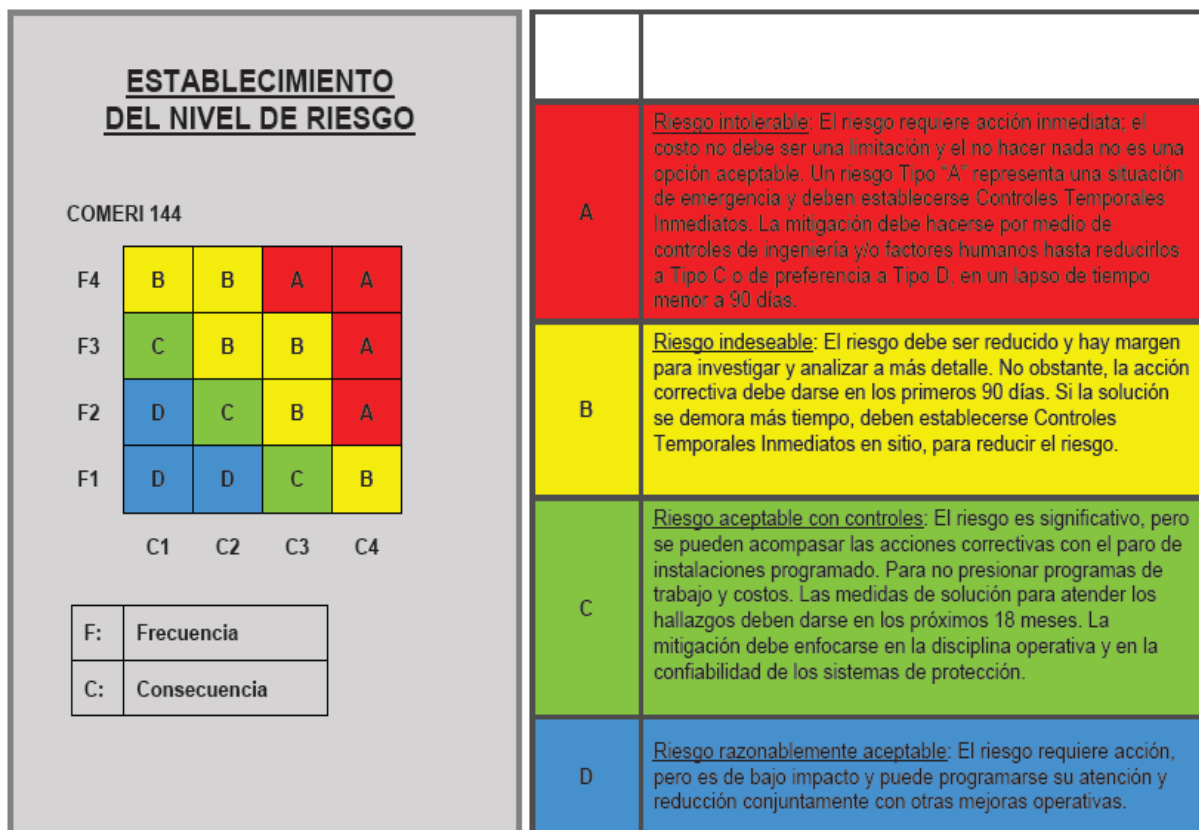 ESTABLECIMIENTO
DEL NIVEL DE RIESGO
COMERI 144
F4 B B A A
F3 C B B A
F2 D C B A
F1 D D C B
C1 C2 C3 C4
F: Frecuencia
C: Consecuencia
A
Riesgo intolerable: El riesgo requiere acción inmediata; el
costo no debe ser una limitación y el no hacer nada no es una
opción aceptable. Un riesgo Tipo “A” representa una situación
de emergencia y deben establecerse Controles Temporales
Inmediatos. La mitigación debe hacerse por medio de
controles de ingeniería y/o factores humanos hasta reducirlos
a Tipo C o de preferencia a Tipo D. en un lapso de tiempo
menor a 90 días.
B
Riesgo indeseable: El riesgo debe ser reducido y hay margen
para investigar y analizar a más detalle. No obstante, la acción
correctiva debe darse en los primeros 90 días. Si la solución
se demora más tiempo, deben establecerse Controles
Temporales Inmediatos en sitio, para reducir el riesgo.
C
Riesgo aceptable con controles: El riesgo es significativo, pero
se pueden acompasar las acciones correctivas con el paro de
instalaciones programado. Para no presionar programas de
trabajo y costos. Las medidas de solución para atender los
hallazgos deben darse en los próximos 18 meses. La
mitigación debe enfocarse en la disciplina operativa y en la
confiabilidad de los sistemas de protección.
D
Riesgo razonablemente aceptable: El riesgo requiere acción,
pero es de bajo impacto y puede programarse su atención y
reducción conjuntamente con otras mejoras operativas.